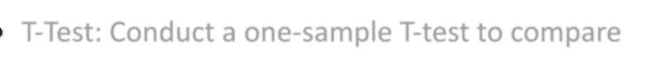 • T-Test: Conduct a one-sample T-test to compare